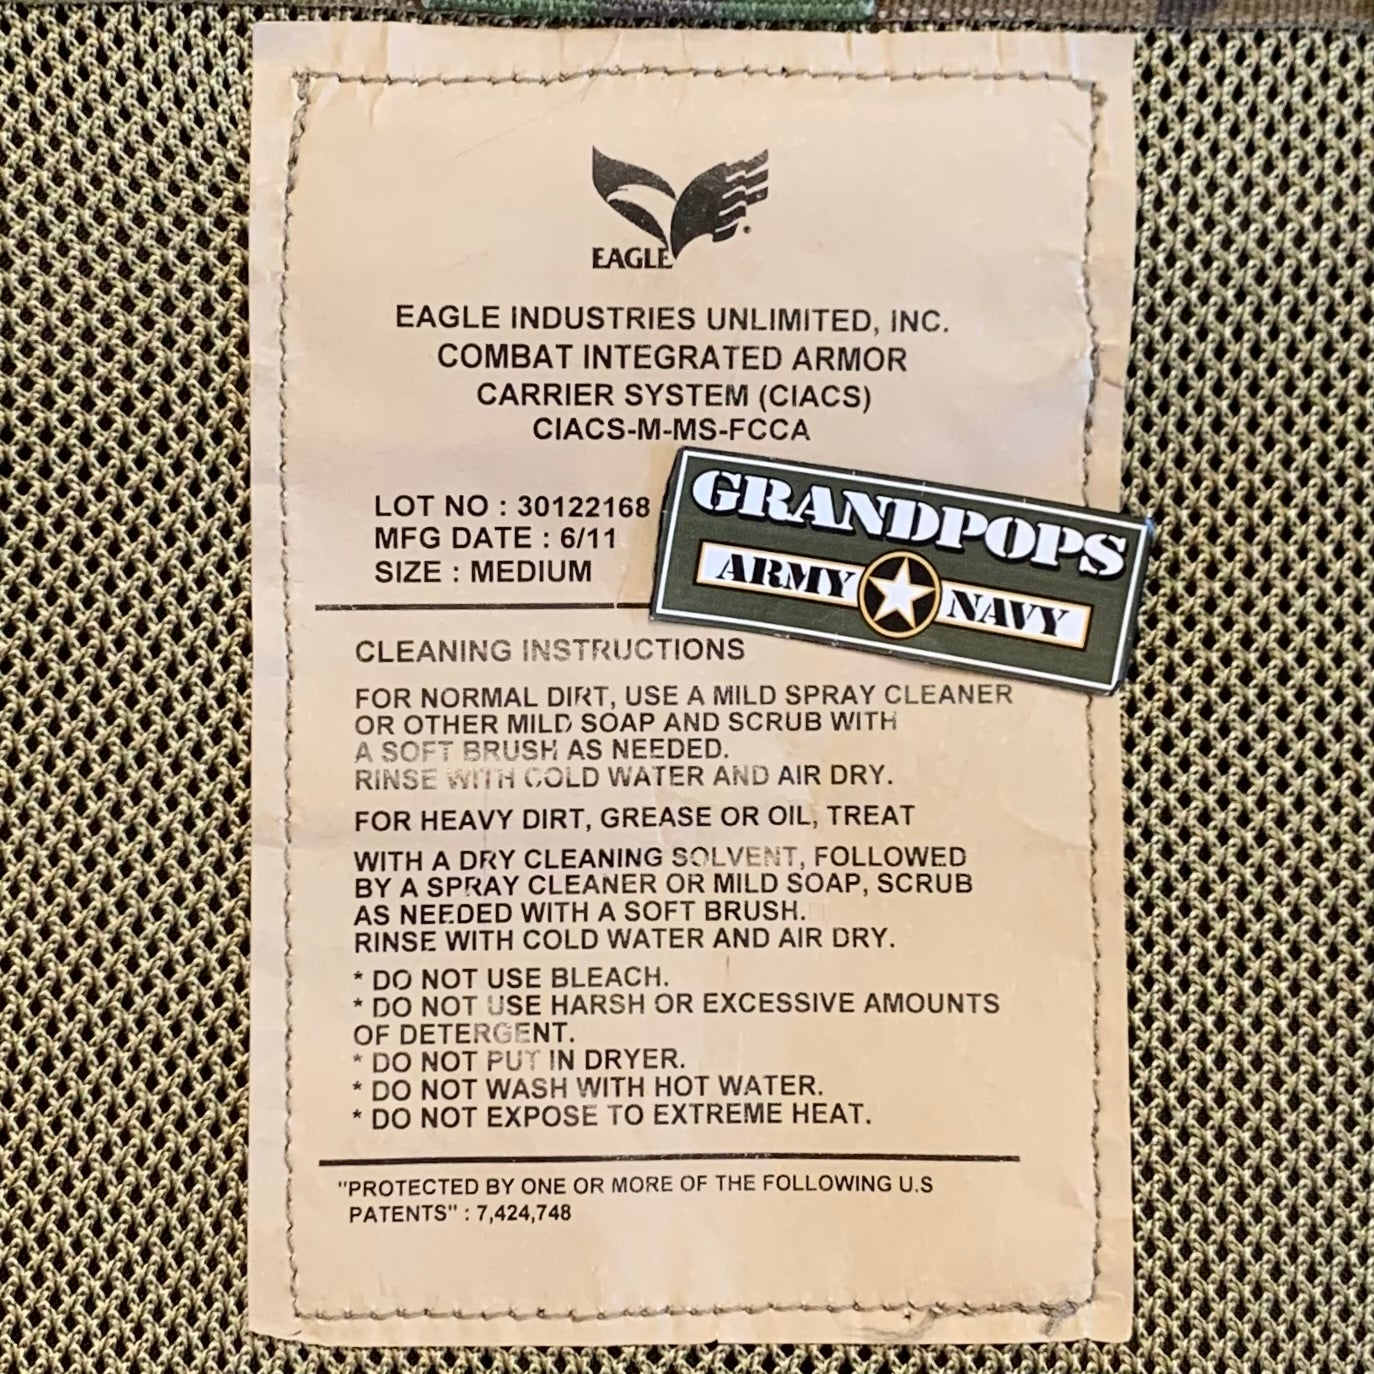 EAGLE
EAGLE INDUSTRIES UNLIMITED, INC.
COMBAT INTEGRATED ARMOR
CARRIER SYSTEM (CIACS)
CIACS-M-MS-FCCA
LOT NO : 30122168
MFG DATE : 6/11
SIZE : MEDIUM
GRANDPOPS
ARMY NAVY
CLEANING INSTRUCTIONS
FOR NORMAL DIRT, USE A MILD SPRAY CLEANER
OR OTHER MILD SOAP AND SCRUB WITH
A SOFT BRUSH AS NEEDED.
RINSE WITH COLD WATER AND AIR DRY.
FOR HEAVY DIRT, GREASE OR OIL, TREAT
WITH A DRY CLEANING SOLVENT, FOLLOWED
BY A SPRAY CLEANER OR MILD SOAP, SCRUB
AS NEEDED WITH A SOFT BRUSH.
RINSE WITH COLD WATER AND AIR DRY.
* DO NOT USE BLEACH.
* DO NOT USE HARSH OR EXCESSIVE AMOUNTS
OF DETERGENT.
* DO NOT PUT IN DRYER.
* DO NOT WASH WITH HOT WATER.
* DO NOT EXPOSE TO EXTREME HEAT.
"PROTECTED BY ONE OR MORE OF THE FOLLOWING U.S
PATENTS" : 7,424,748